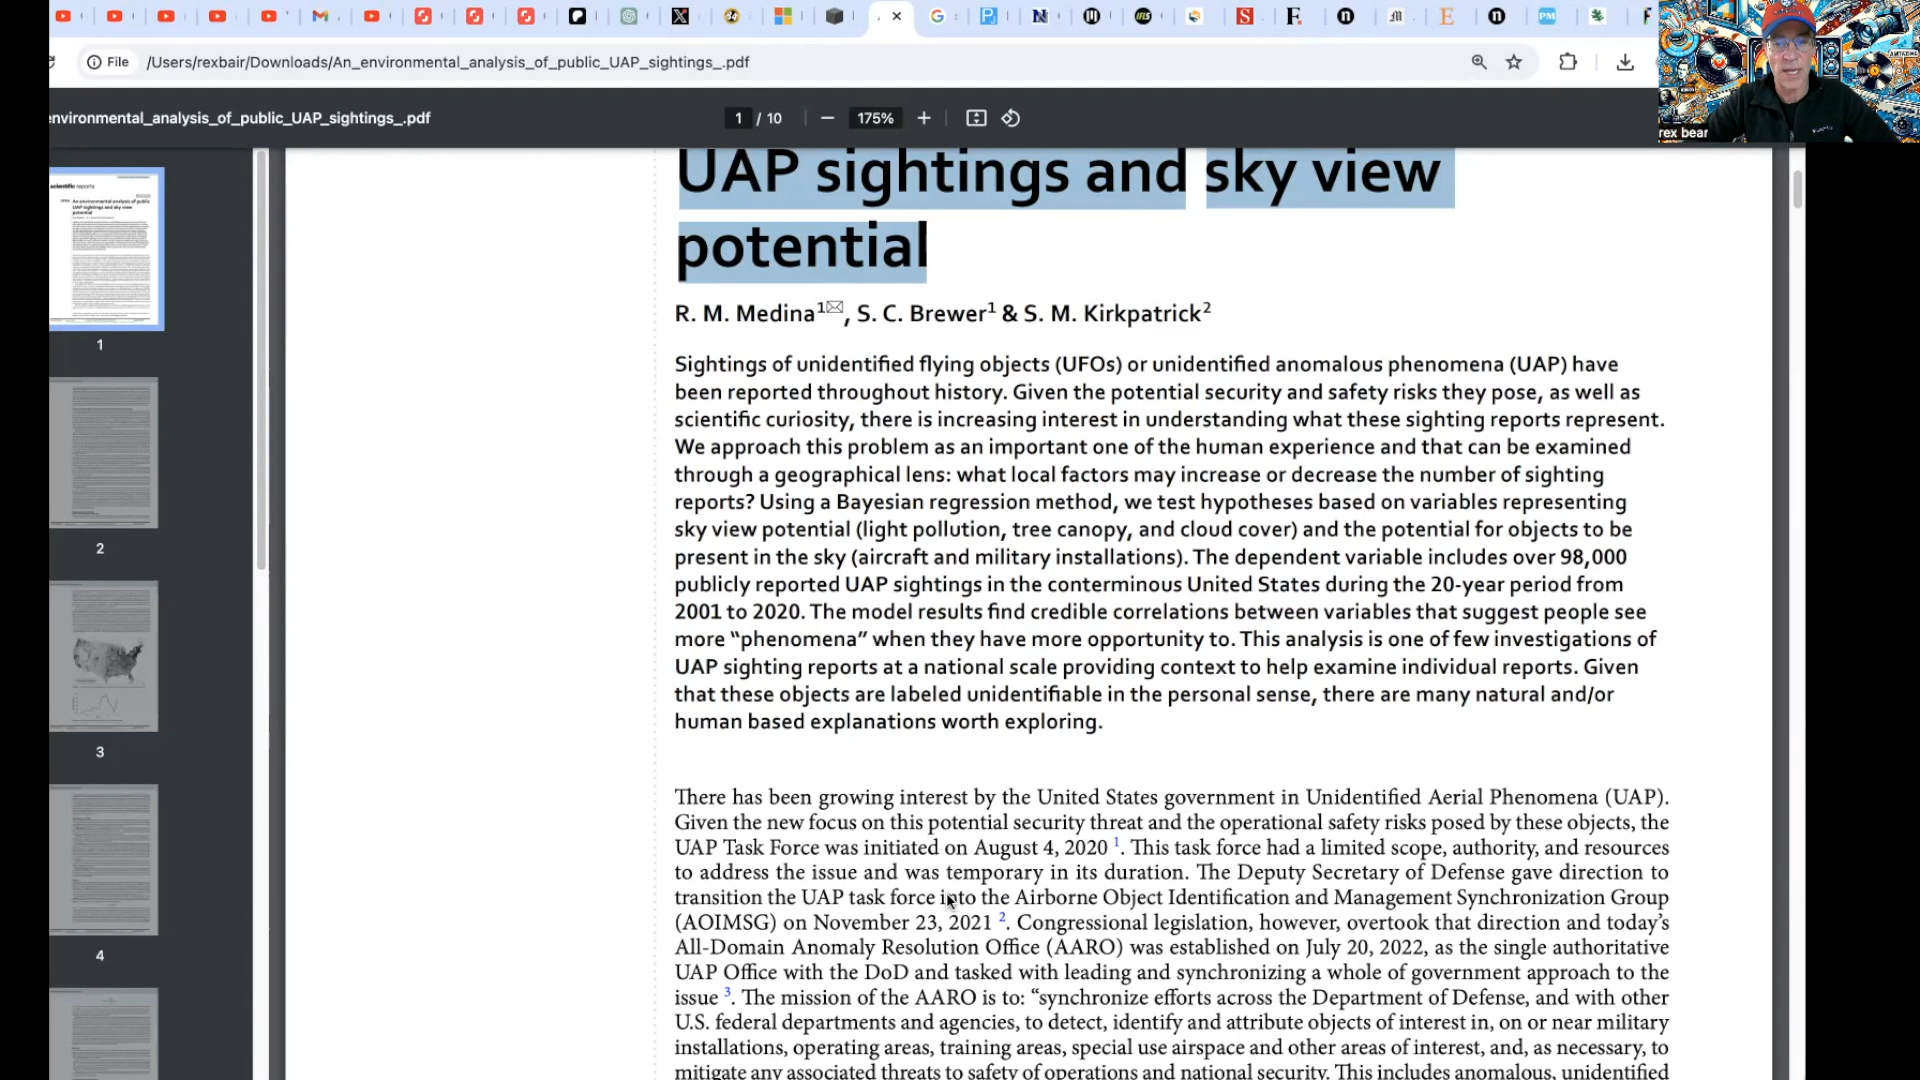 File
/Users/rexbair/Downloads/An_environmental_analysis_of_public_UAP_sightings_.pdf
nvironmental_analysis_of_public_UAP_sightings_.pdf
1 / 10
175%
rex bear
1
2
3
4
scientific reports
An environmental analysis of public
UAP sightings and sky view
potential
UAP sightings and sky view
potential
R. M. Medina1✉, S. C. Brewer1 & S. M. Kirkpatrick2
Sightings of unidentified flying objects (UFOs) or unidentified anomalous phenomena (UAP) have
been reported throughout history. Given the potential security and safety risks they pose, as well as
scientific curiosity, there is increasing interest in understanding what these sighting reports represent.
We approach this problem as an important one of the human experience and that can be examined
through a geographical lens: what local factors may increase or decrease the number of sighting
reports? Using a Bayesian regression method, we test hypotheses based on variables representing
sky view potential (light pollution, tree canopy, and cloud cover) and the potential for objects to be
present in the sky (aircraft and military installations). The dependent variable includes over 98,000
publicly reported UAP sightings in the conterminous United States during the 20-year period from
2001 to 2020. The model results find credible correlations between variables that suggest people see
more “phenomena” when they have more opportunity to. This analysis is one of few investigations of
UAP sighting reports at a national scale providing context to help examine individual reports. Given
that these objects are labeled unidentifiable in the personal sense, there are many natural and/or
human based explanations worth exploring.
There has been growing interest by the United States government in Unidentified Aerial Phenomena (UAP).
Given the new focus on this potential security threat and the operational safety risks posed by these objects, the
UAP Task Force was initiated on August 4, 2020 1. This task force had a limited scope, authority, and resources
to address the issue and was temporary in its duration. The Deputy Secretary of Defense gave direction to
transition the UAP task force into the Airborne Object Identification and Management Synchronization Group
(AOIMSG) on November 23, 2021 2. Congressional legislation, however, overtook that direction and today’s
All-Domain Anomaly Resolution Office (AARO) was established on July 20, 2022, as the single authoritative
UAP Office with the DoD and tasked with leading and synchronizing a whole of government approach to the
issue 3. The mission of the AARO is to: “synchronize efforts across the Department of Defense, and with other
U.S. federal departments and agencies, to detect, identify and attribute objects of interest in, on or near military
installations, operating areas, training areas, special use airspace and other areas of interest, and, as necessary, to
mitigate any associated threats to safety of operations and national security. This includes anomalous, unidentified